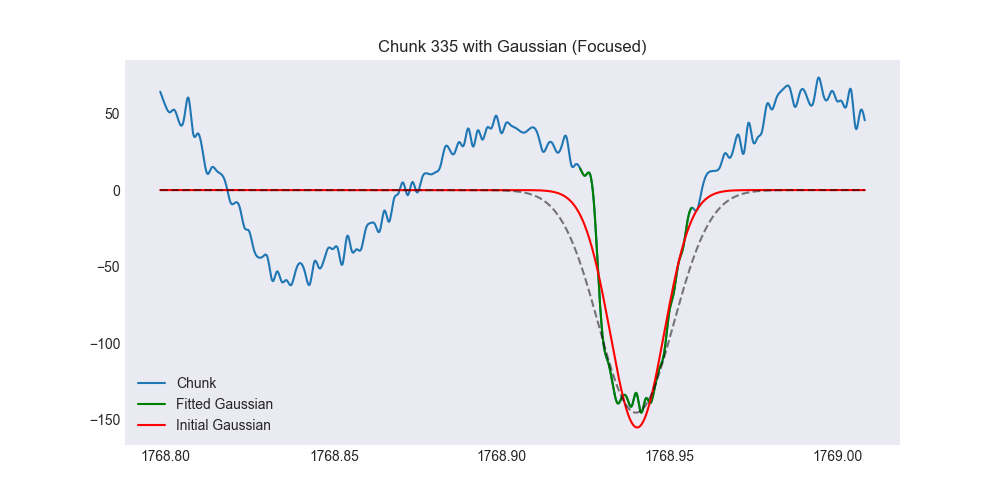 Chunk 335 with Gaussian (Focused)
50
0
−50
−100
−150
Chunk
Fitted Gaussian
Initial Gaussian
1768.80 1768.85 1768.90 1768.95 1769.00